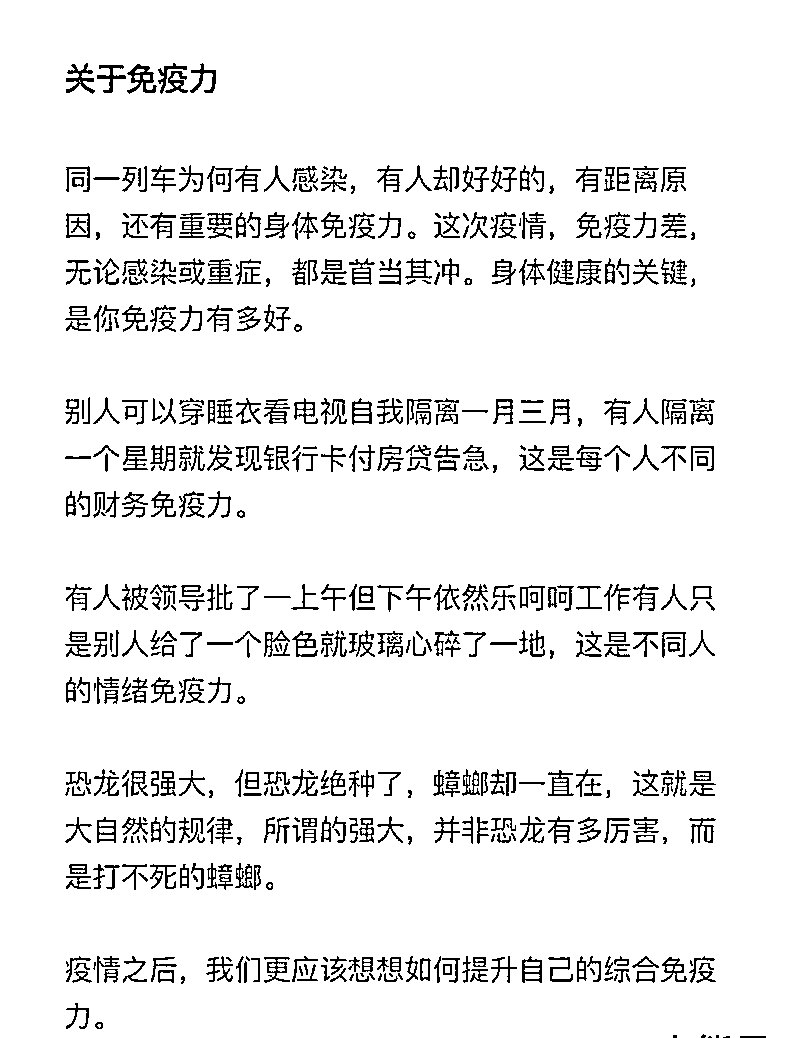 关于免疫力
同一列车为何有人感染，有人却好好的，有距离原
因，还有重要的身体免疫力。这次疫情，免疫力差，
无论感染或重症，都是首当其冲。身体健康的关键，
是你免疫力有多好。
别人可以穿睡衣看电视自我隔离一月三月，有人隔离
一个星期就发现银行卡付房贷告急，这是每个人不同
的财务免疫力。
有人被领导批了一上午但下午依然乐呵呵工作有人只
是别人给了一个脸色就玻璃心碎了一地，这是不同人
的情绪免疫力。
恐龙很强大，但恐龙绝种了，蟑螂却一直在，这就是
大自然的规律，所谓的强大，并非恐龙有多厉害，而
是打不死的蟑螂。
疫情之后，我们更应该想想如何提升自己的综合免疫
力。